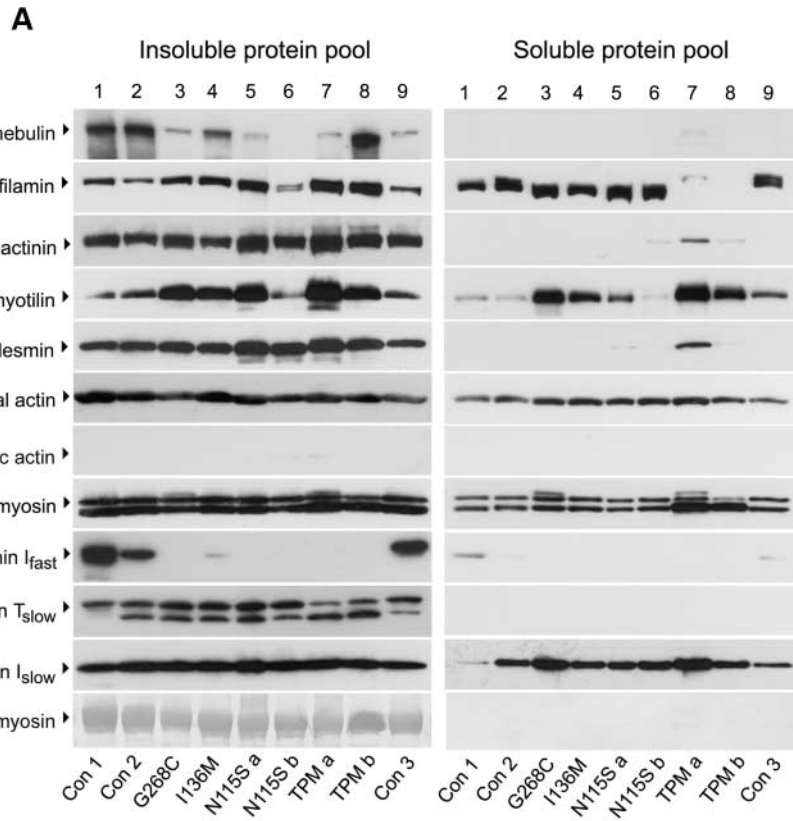 A
Insoluble protein pool Soluble protein pool
1 2 3 4 5 6 7 8 9 1 2 3 4 5 6 7 8 9
nebulin
filamin
actinin
myotilin
desmin
al actin
c actin
myosin
nin Ifast
n Tslow
n Islow
myosin
Con 1 Con 2 G268C I136M N115S a N115S b TPM a TPM b Con 3 Con 1 Con 2 G268C I136M N115S a N115S b TPM a TPM b Con 3